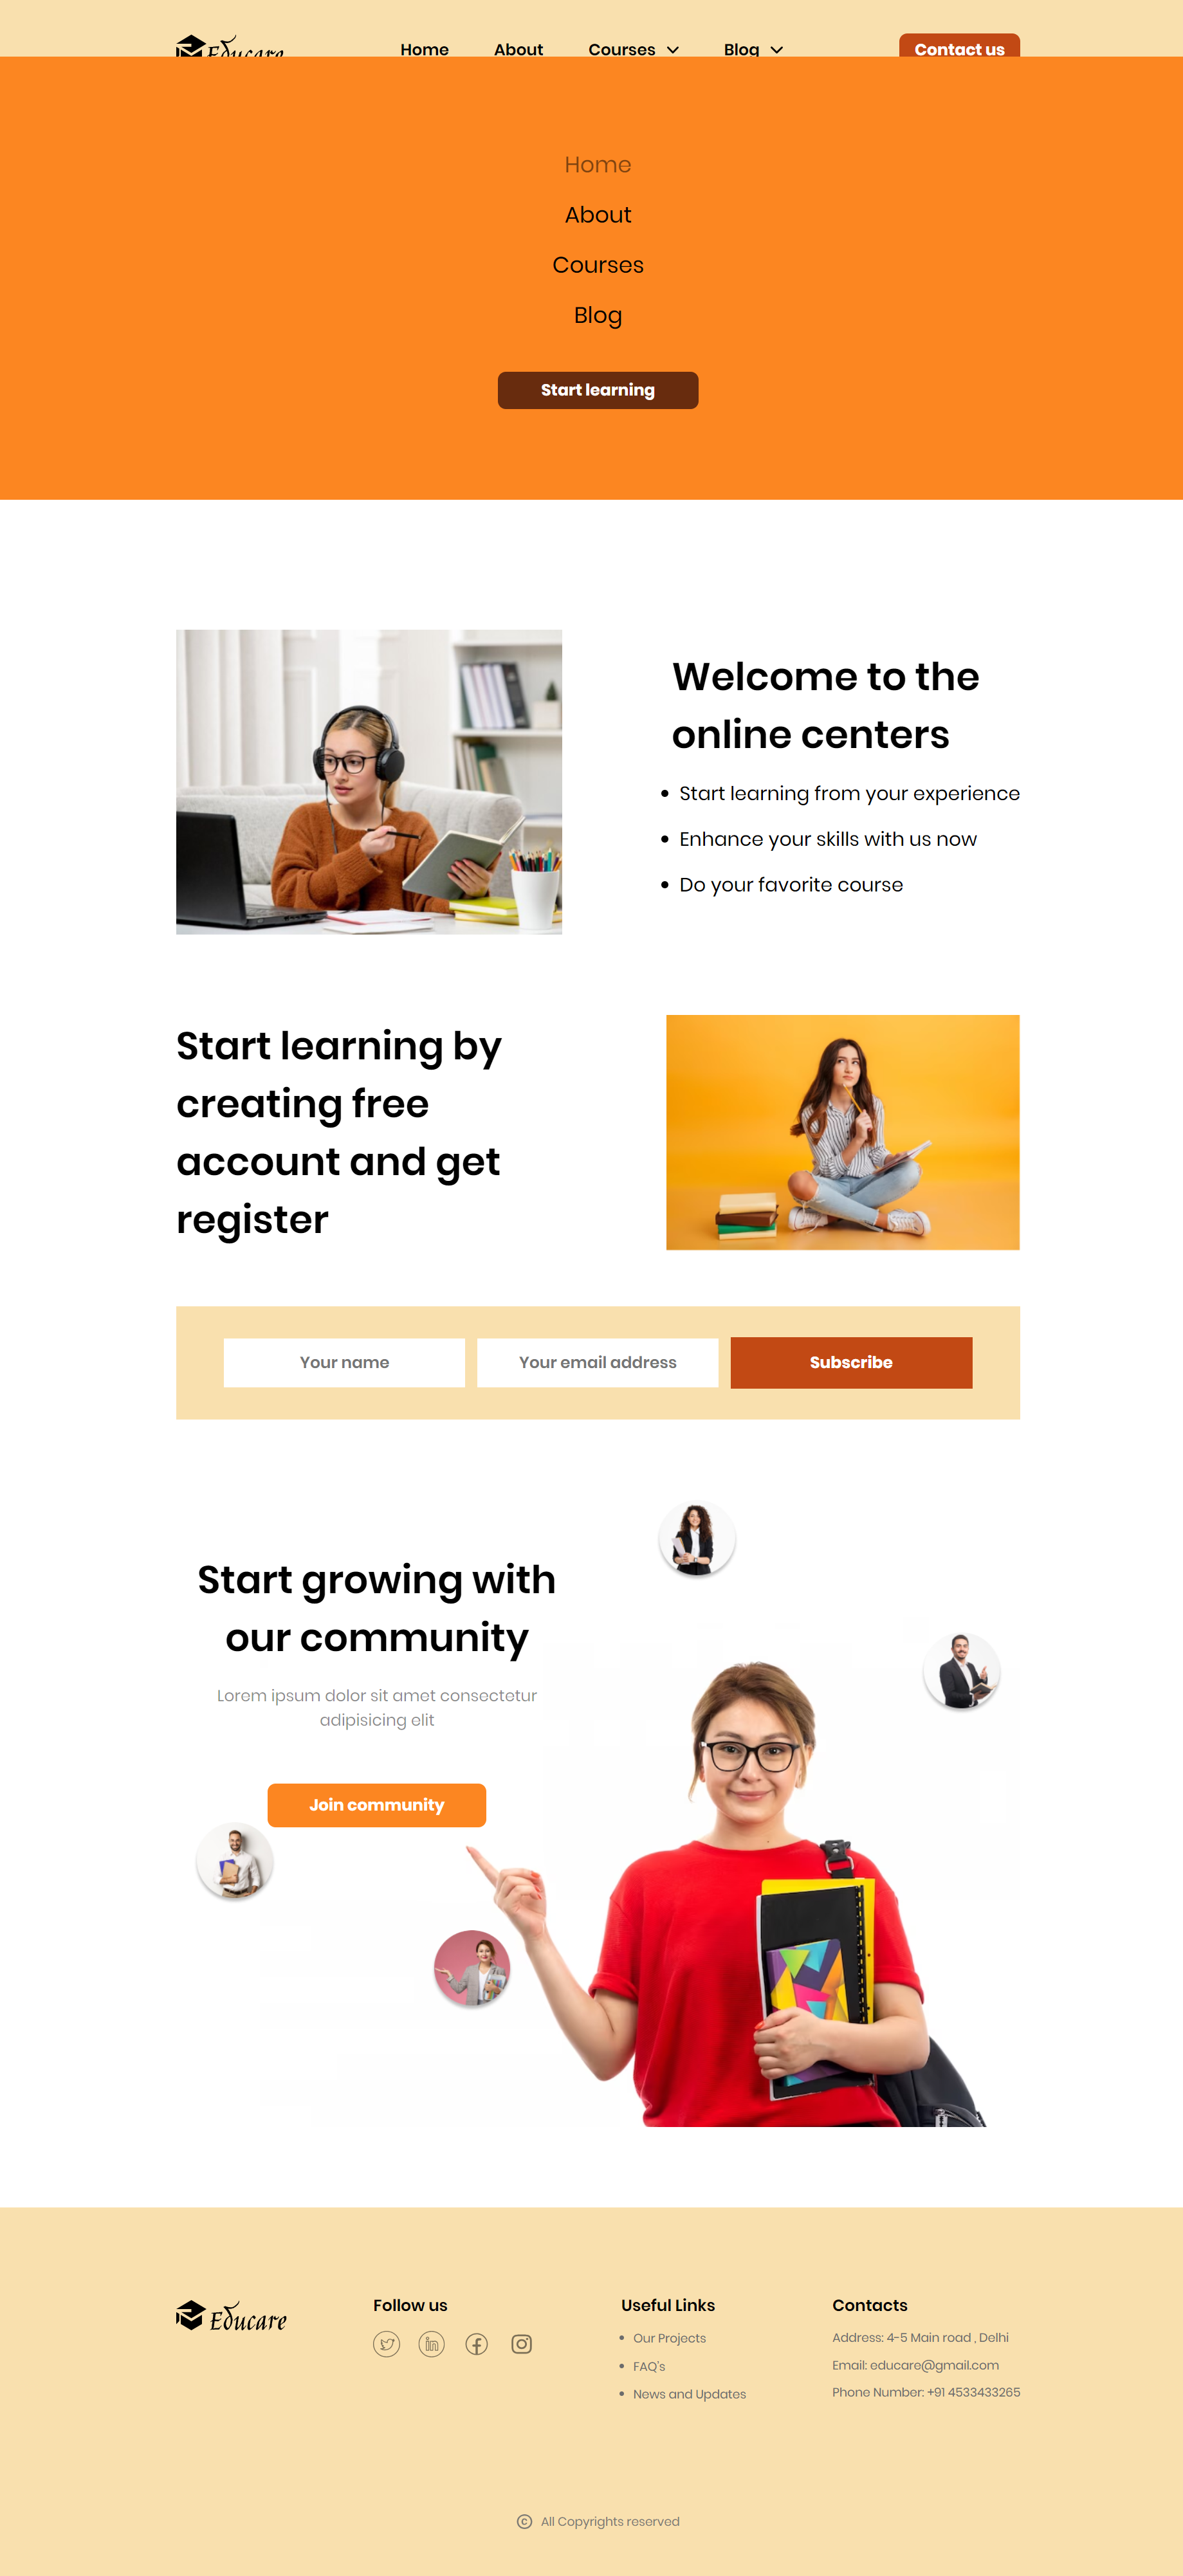 Educare
Home
About
Courses
Blog
Contact us
Home
About
Courses
Blog
Start learning
Welcome to the
online centers
Start learning from your experience
Enhance your skills with us now
Do your favorite course
Start learning by
creating free
account and get
register
Your name
Your email address
Subscribe
Start growing with
our community
Lorem ipsum dolor sit amet consectetur
adipisicing elit
Join community
Educare
Follow us
Useful Links
Our Projects
FAQ's
News and Updates
Contacts
Address: 4-5 Main road , Delhi
Email: educare@gmail.com
Phone Number: +91 4533433265
© All Copyrights reserved